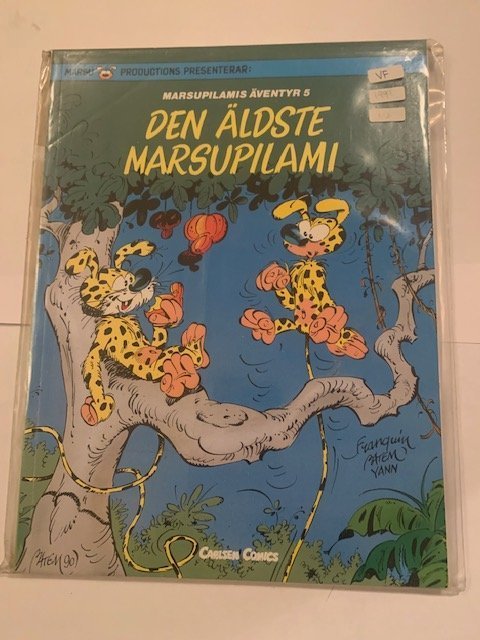 MARSU PRODUCTIONS PRESENTERAR:
VF
MARSUPILAMIS ÄVENTYR 5
DEN ÄLDSTE
MARSUPILAMI
Franquin
BATEM
YANN
BATEM 90
CARLSEN COMICS